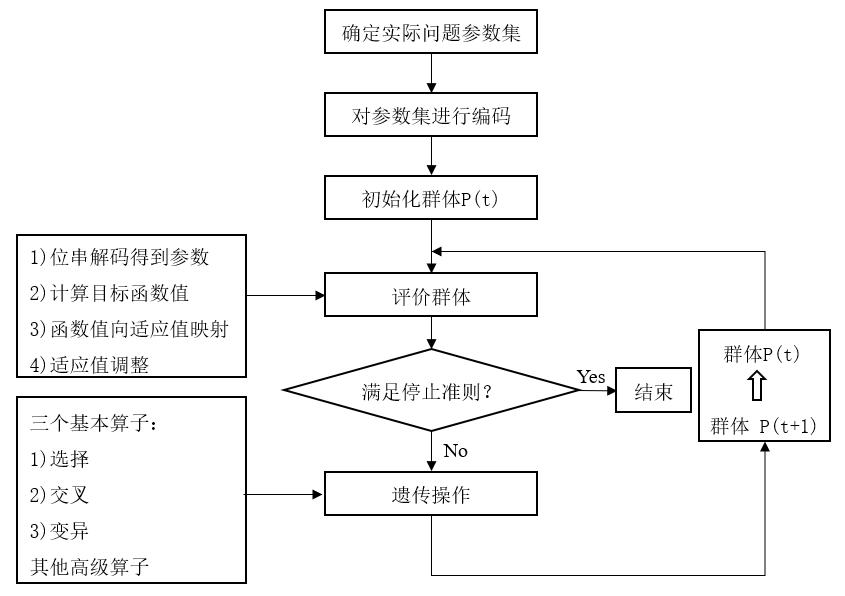 确定实际问题参数集
对参数集进行编码
初始化群体P(t)
1)位串解码得到参数
2)计算目标函数值
3)函数值向适应值映射
4)适应值调整
评价群体
满足停止准则?
Yes
结束
群体P(t)
群体 P(t+1)
No
三个基本算子:
1)选择
2)交叉
3)变异
其他高级算子
遗传操作